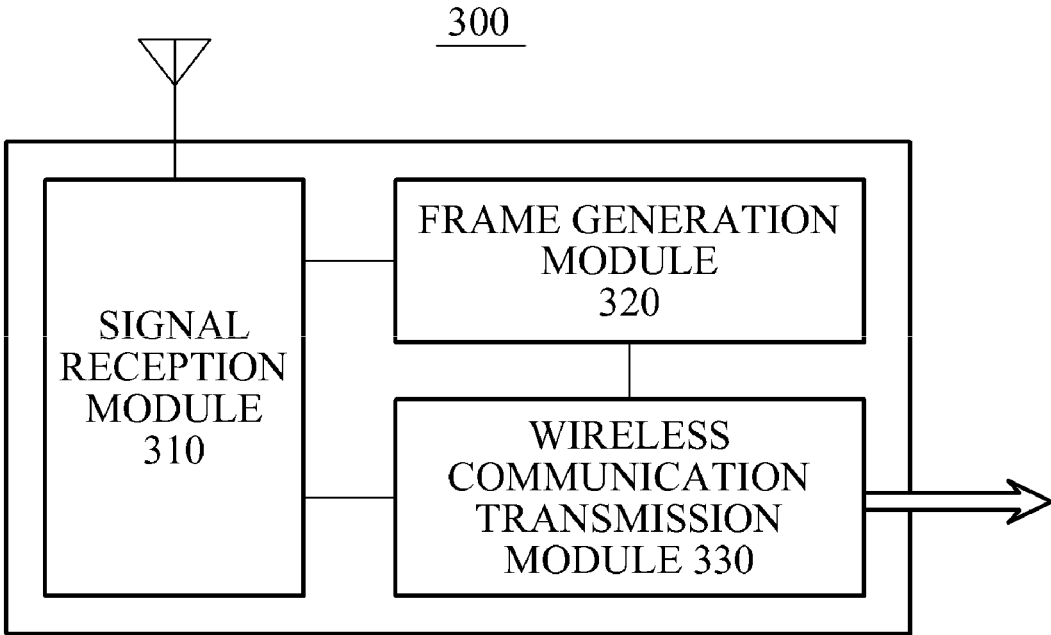 300
SIGNAL
RECEPTION
MODULE
310
FRAME GENERATION
MODULE
320
WIRELESS
COMMUNICATION
TRANSMISSION
MODULE 330